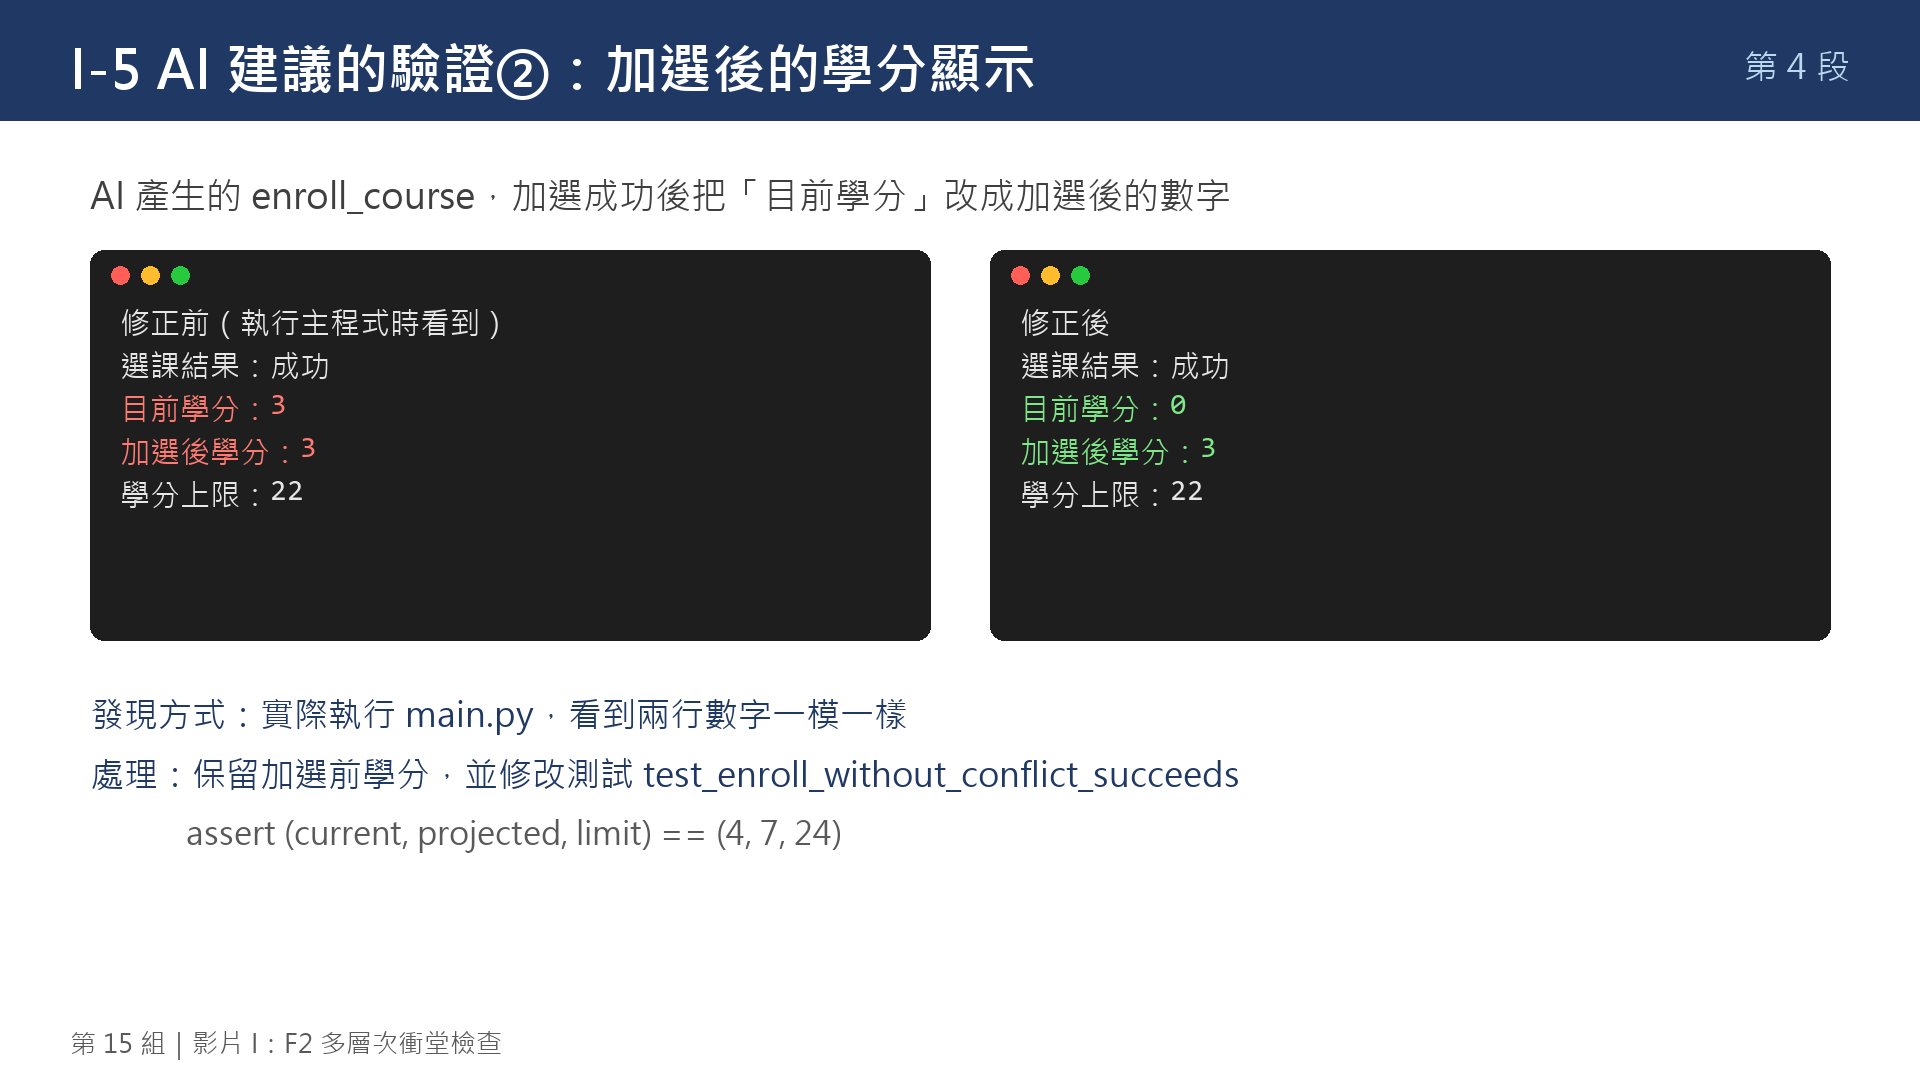 I-5 AI 建議的驗證②：加選後的學分顯示
第 4 段
AI 產生的 enroll_course，加選成功後把「目前學分」改成加選後的數字
修正前（執行主程式時看到）
選課結果：成功
目前學分：3
加選後學分：3
學分上限：22
修正後
選課結果：成功
目前學分：0
加選後學分：3
學分上限：22
發現方式：實際執行 main.py，看到兩行數字一模一樣
處理：保留加選前學分，並修改測試 test_enroll_without_conflict_succeeds
assert (current, projected, limit) == (4, 7, 24)
第 15 組｜影片 I：F2 多層次衝堂檢查